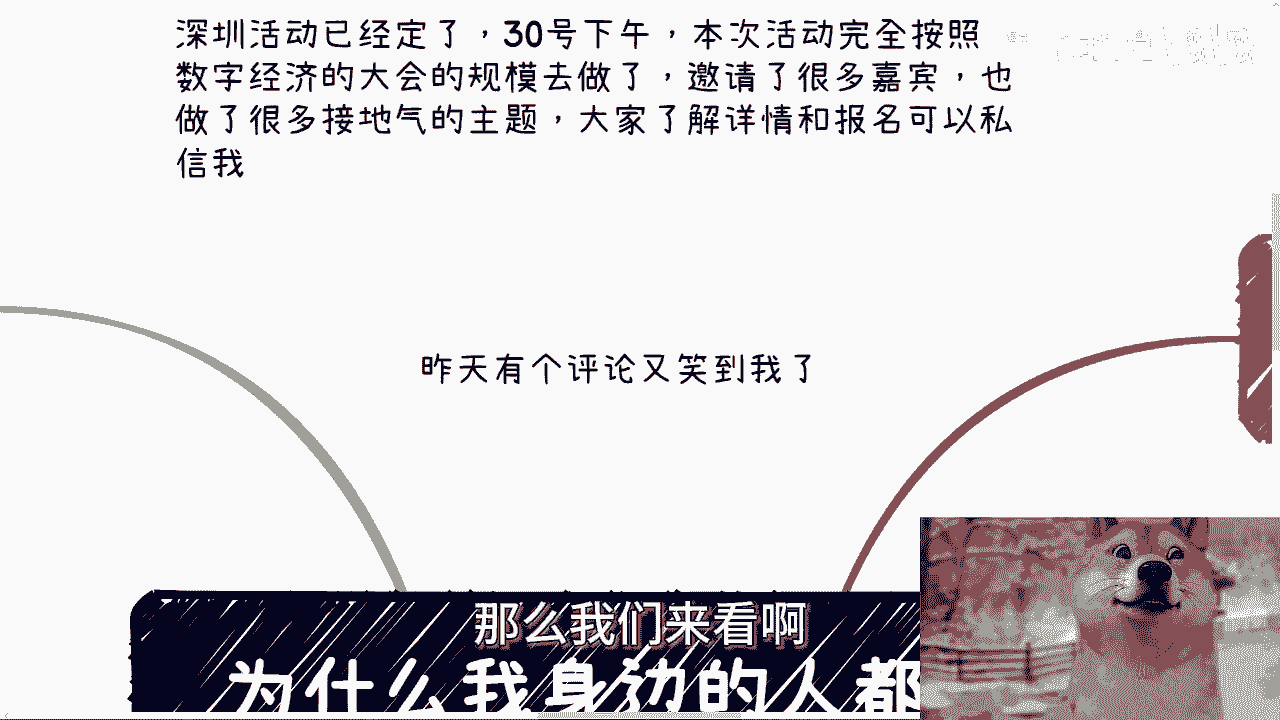 深圳活动已经定了，30号下午，本次活动完全按照
数字经济的大会的规模去做了，邀请了很多嘉宾，也
做了很多接地气的主题，大家了解详情和报名可以私
信我
昨天有个评论又笑到我了
那么我们来看啊
为什么我身边的人都